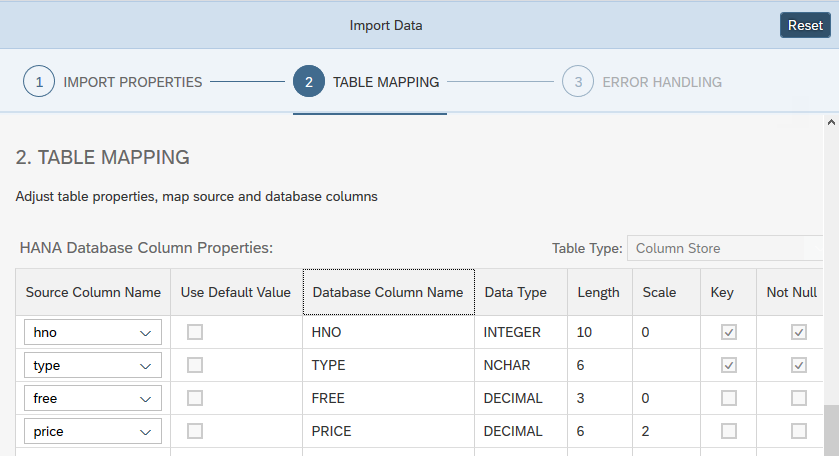 Import Data
Reset
1 IMPORT PROPERTIES 2 TABLE MAPPING 3 ERROR HANDLING
2. TABLE MAPPING
Adjust table properties, map source and database columns
HANA Database Column Properties: Table Type: Column Store
Source Column Name Use Default Value Database Column Name Data Type Length Scale Key Not Null
hno HNO INTEGER 10 0
type TYPE NCHAR 6
free FREE DECIMAL 3 0
price PRICE DECIMAL 6 2